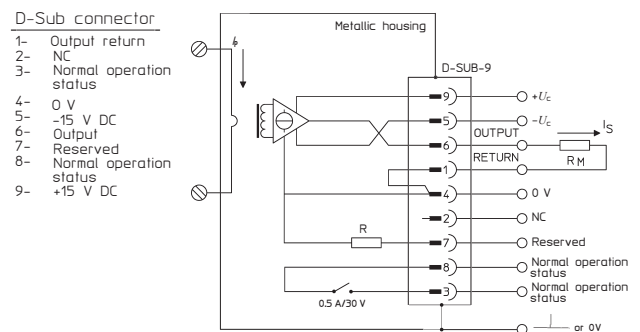 D-Sub connector
1- Output return
2- NC
3- Normal operation
status
4- 0 V
5- -15 V DC
6- Output
7- Reserved
8- Normal operation
status
9- +15 V DC
Metallic housing
Ip
D-SUB-9
9
+Uc
5
-Uc
OUTPUT
6
IS
RM
RETURN
1
4
0 V
2
NC
R
7
Reserved
8
Normal operation
status
3
Normal operation
status
0.5 A/30 V
or 0V